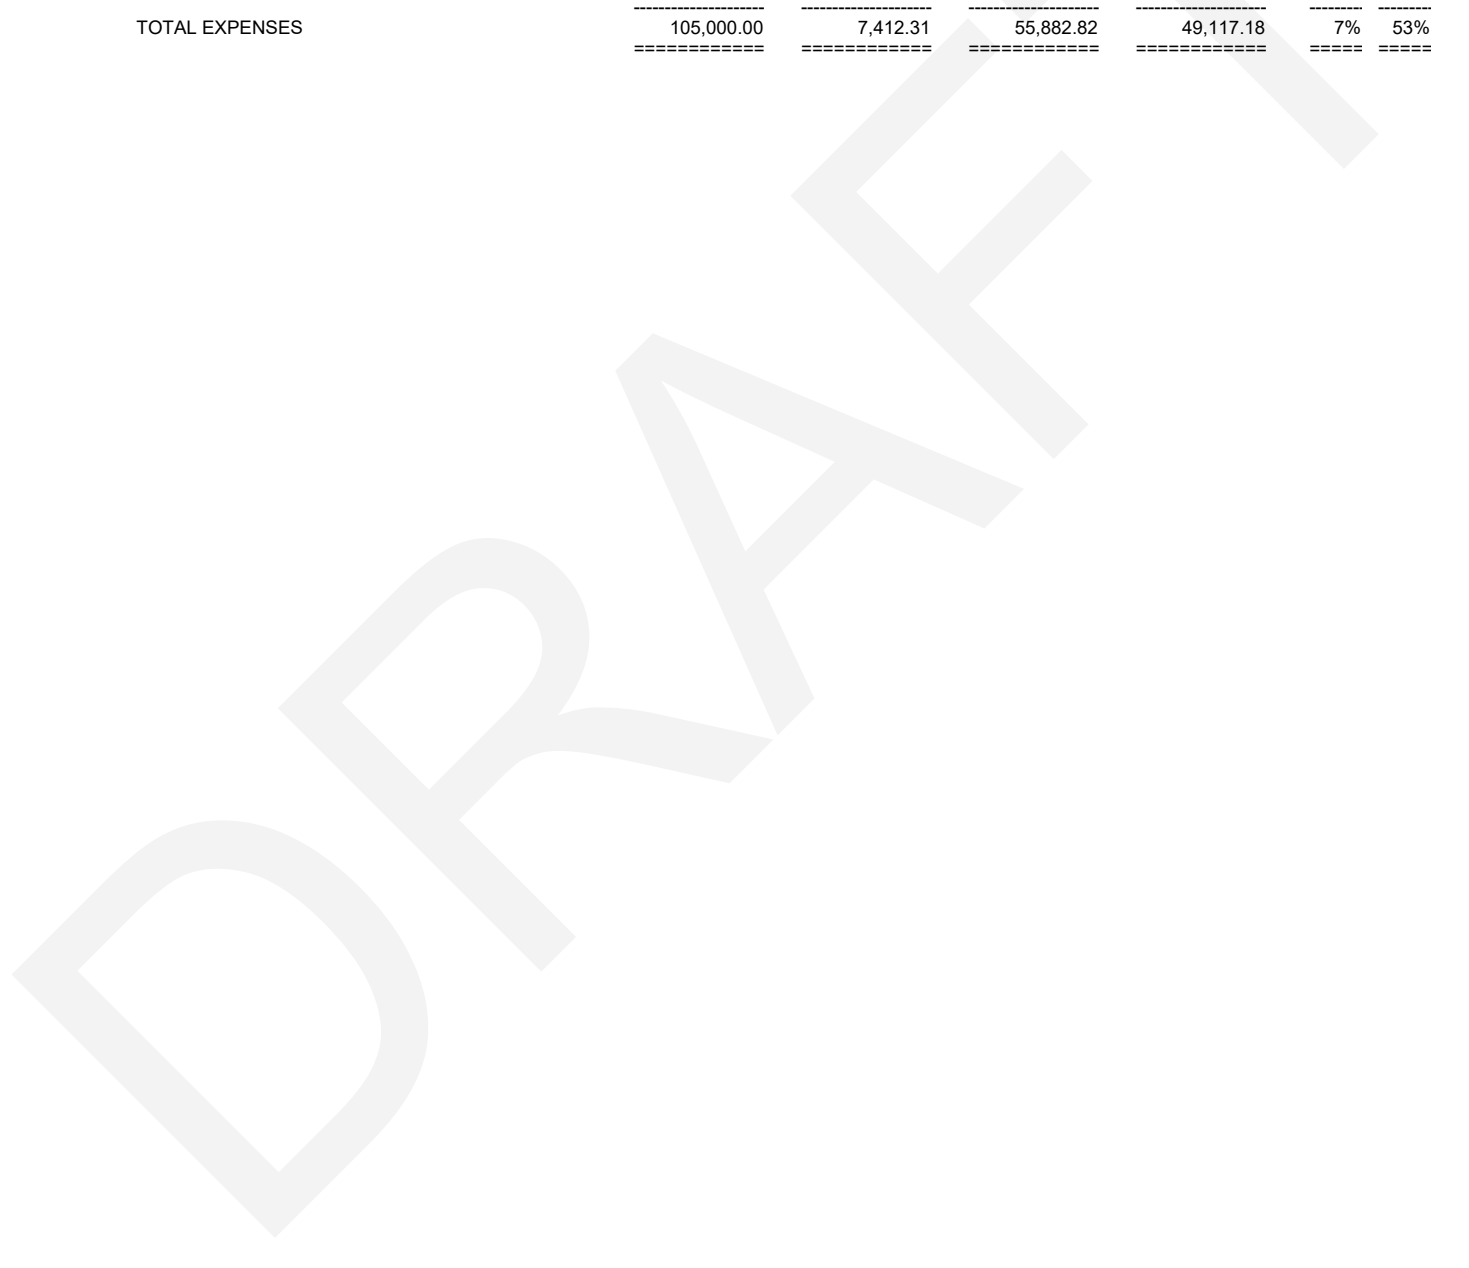 --------------------- --------------------- --------------------- --------------------- --------- ---------
TOTAL EXPENSES 105,000.00 7,412.31 55,882.82 49,117.18 7% 53%
============ ============ ============ ============ ===== =====
DRAFT